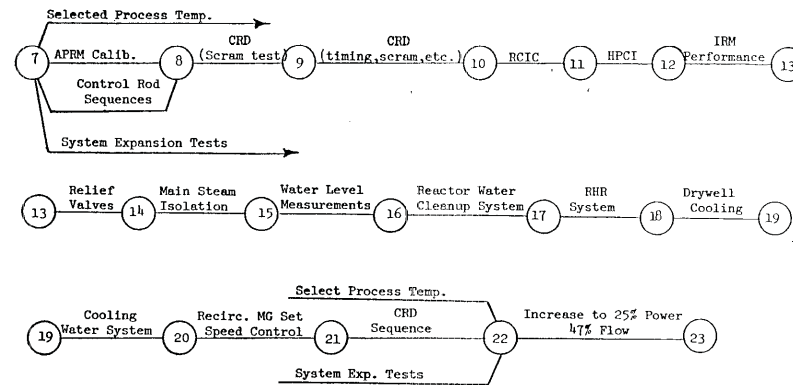 Selected Process Temp.
7
APRM Calib.
8
CRD
(Scram test)
9
CRD
(timing,scram,etc.)
10
RCIC
11
HPCI
12
IRM
Performance
13
Control Rod
Sequences
System Expansion Tests
13
Relief
Valves
14
Main Steam
Isolation
15
Water Level
Measurements
16
Reactor Water
Cleanup System
17
RHR
System
18
Drywell
Cooling
19
Select Process Temp.
19
Cooling
Water System
20
Recirc. MG Set
Speed Control
21
CRD
Sequence
22
Increase to 25% Power
47% Flow
23
System Exp. Tests